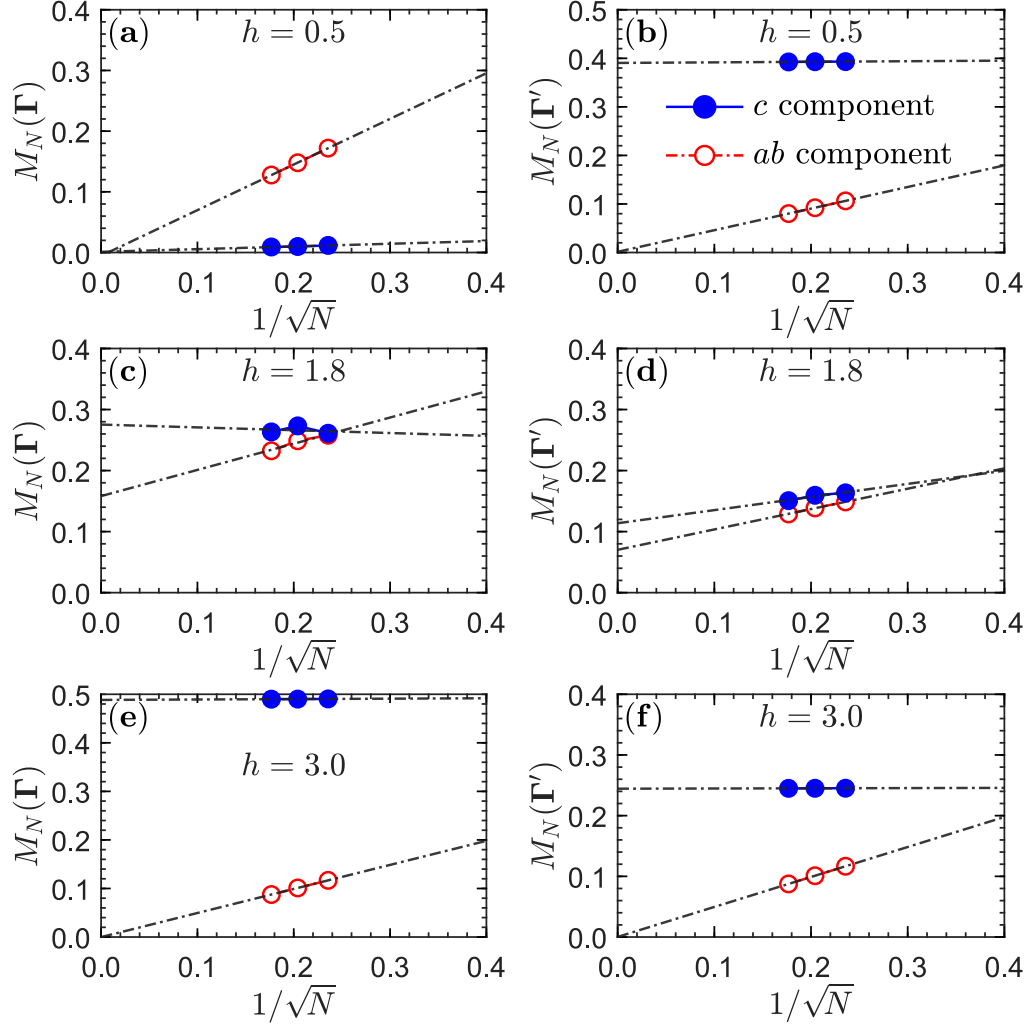 (a) h = 0.5
M_N(Γ)
0.4
0.3
0.2
0.1
0.0
0.0 0.1 0.2 0.3 0.4
1/√N
(b) h = 0.5
M_N(Γ′)
0.5
0.4
0.3
0.2
0.1
0.0
c component
ab component
0.0 0.1 0.2 0.3 0.4
1/√N
(c) h = 1.8
M_N(Γ)
0.4
0.3
0.2
0.1
0.0
0.0 0.1 0.2 0.3 0.4
1/√N
(d) h = 1.8
M_N(Γ′)
0.4
0.3
0.2
0.1
0.0
0.0 0.1 0.2 0.3 0.4
1/√N
(e) h = 3.0
M_N(Γ)
0.5
0.4
0.3
0.2
0.1
0.0
0.0 0.1 0.2 0.3 0.4
1/√N
(f) h = 3.0
M_N(Γ′)
0.4
0.3
0.2
0.1
0.0
0.0 0.1 0.2 0.3 0.4
1/√N